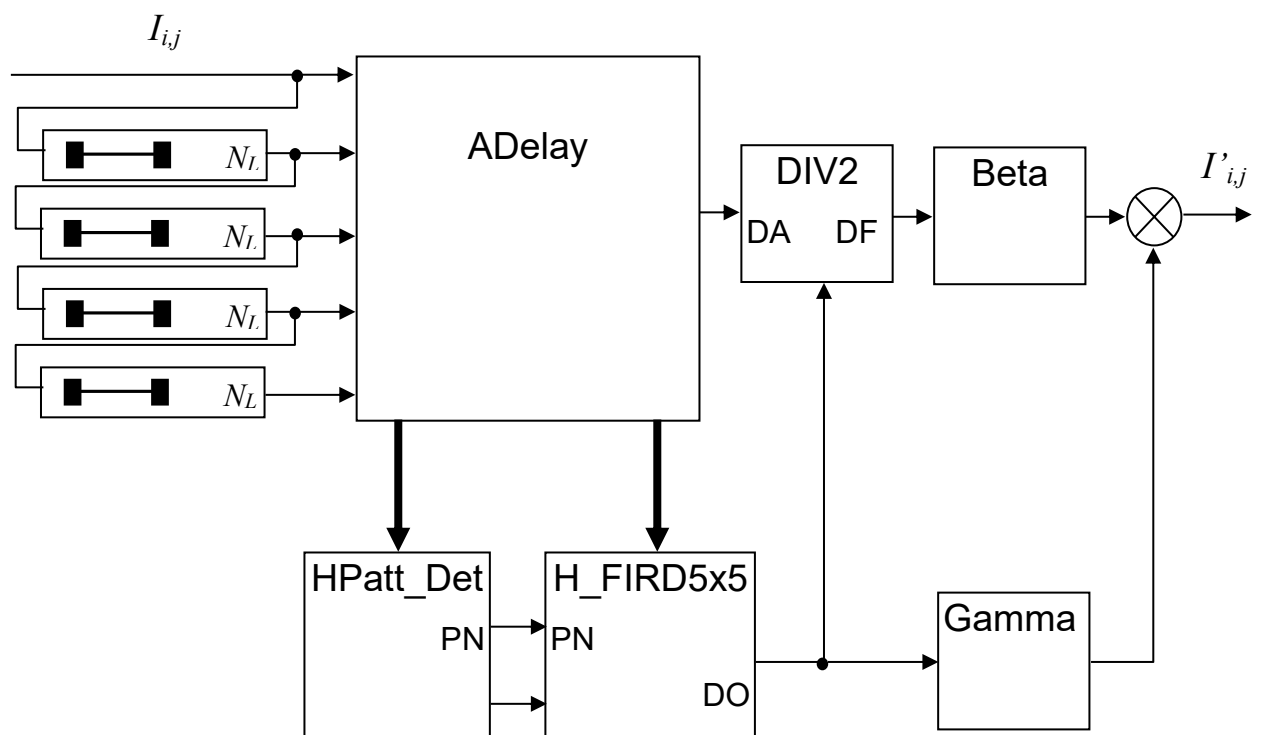 I_{i,j}
ADelay
N_L
N_L
N_L
N_L
DIV2
DA DF
Beta
I’_{i,j}
HPatt_Det
PN
H_FIRD5x5
PN
DO
Gamma